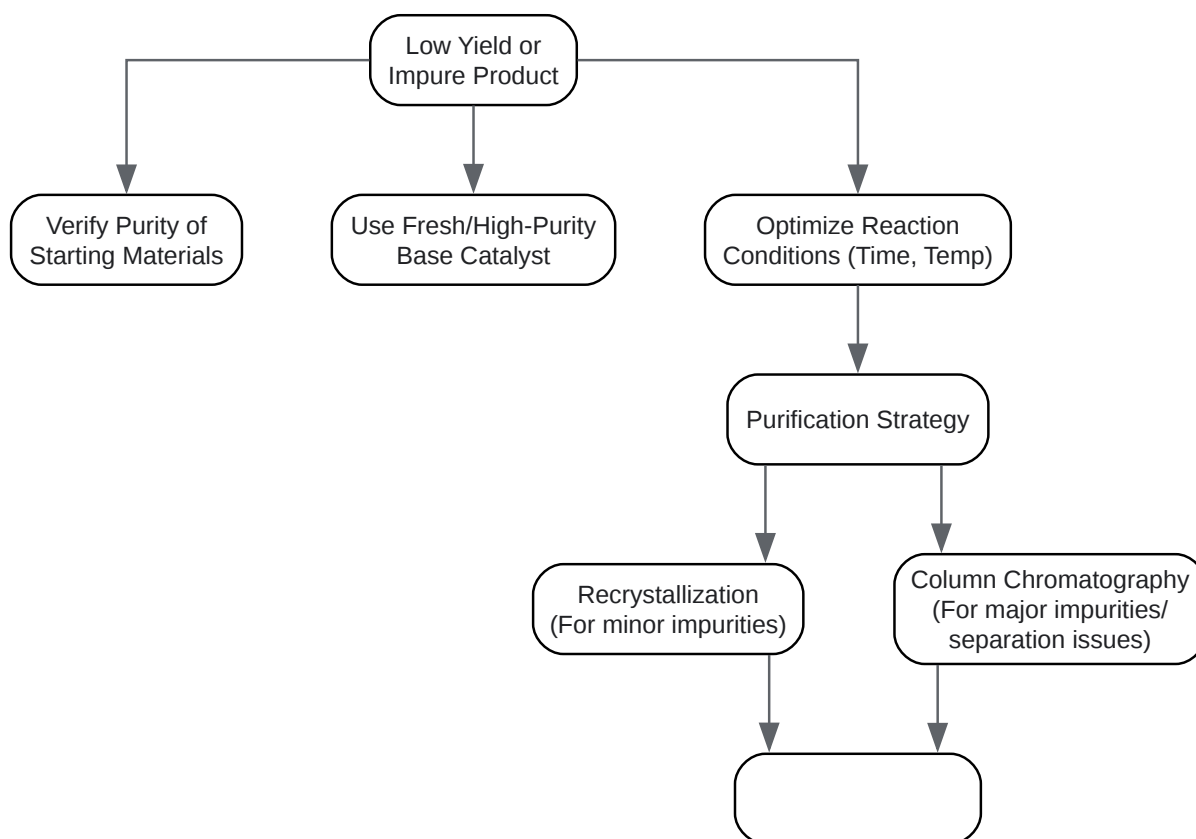 Low Yield or
Impure Product
Verify Purity of
Starting Materials
Use Fresh/High-Purity
Base Catalyst
Optimize Reaction
Conditions (Time, Temp)
Purification Strategy
Recrystallization
(For minor impurities)
Column Chromatography
(For major impurities/
separation issues)